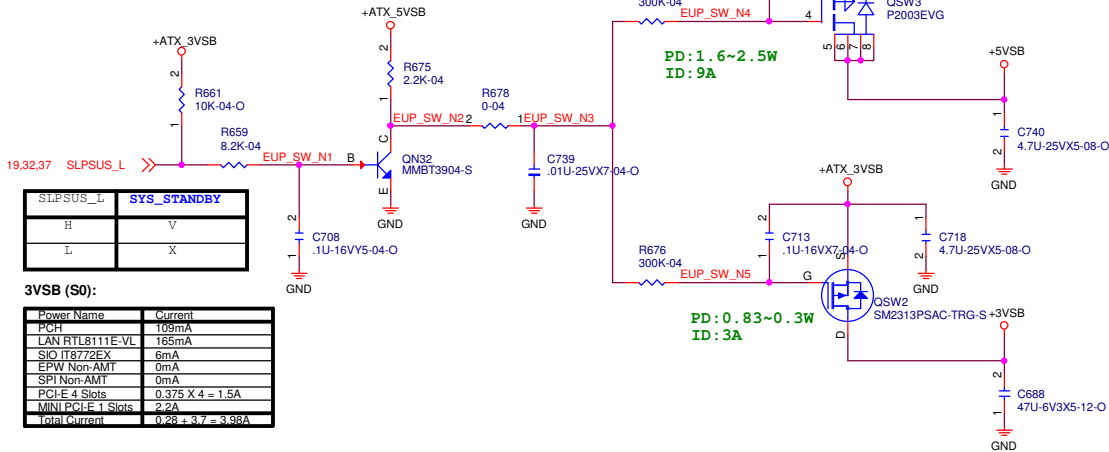 +ATX_5VSB
300K-04
EUP_SW_N4
4
QSW3
P2003EVG
5
6
7
8
+ATX_3VSB
2
R661
10K-04-O
1
2
R675
2.2K-04
1
PD:1.6~2.5W
ID:9A
+5VSB
1
C740
4.7U-25VX5-08-O
2
GND
R659
8.2K-04
19,32,37 SLPSUS_L
EUP_SW_N1
B
C
E
QN32
MMBT3904-S
GND
EUP_SW_N2
2
R678
0-04
1
EUP_SW_N3
C739
.01U-25VX7-04-O
GND
SLPSUS_L SYS_STANDBY
H V
L X
2
C708
.1U-16VY5-04-O
1
GND
+ATX_3VSB
R676
300K-04
EUP_SW_N5
2
C713
.1U-16VX7-04-O
1
1
C718
4.7U-25VX5-08-O
2
GND
G
S
D
QSW2
SM2313PSAC-TRG-S
PD:0.83~0.3W
ID:3A
+3VSB
2
C688
47U-6V3X5-12-O
1
GND
3VSB (S0):
Power Name Current
PCH 109mA
LAN RTL8111E-VL 165mA
SIO IT8772EX 6mA
EPW Non-AMT 0mA
SPI Non-AMT 0mA
PCI-E 4 Slots 0.375 X 4 = 1.5A
MINI PCI-E 1 Slots 2.2A
Total Current 0.28 + 3.7 = 3.98A